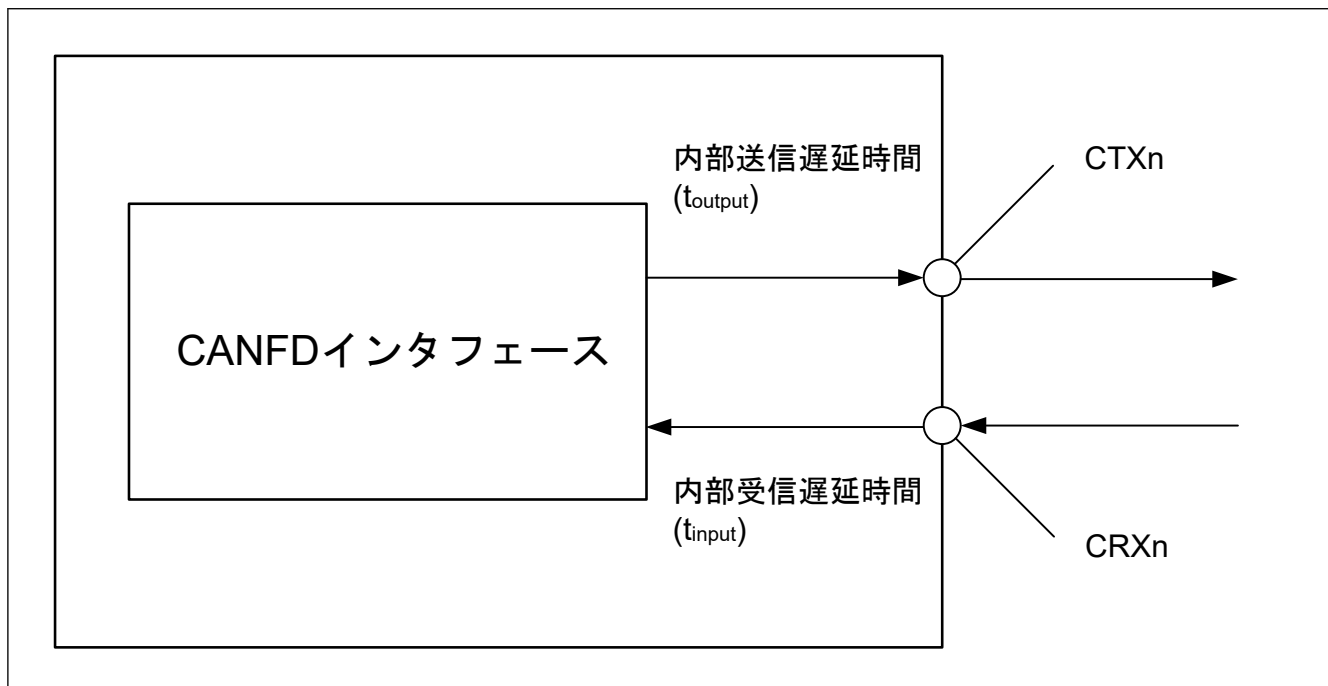 内部送信遅延時間
(toutput)
CTXn
CANFDインタフェース
内部受信遅延時間
(tinput)
CRXn